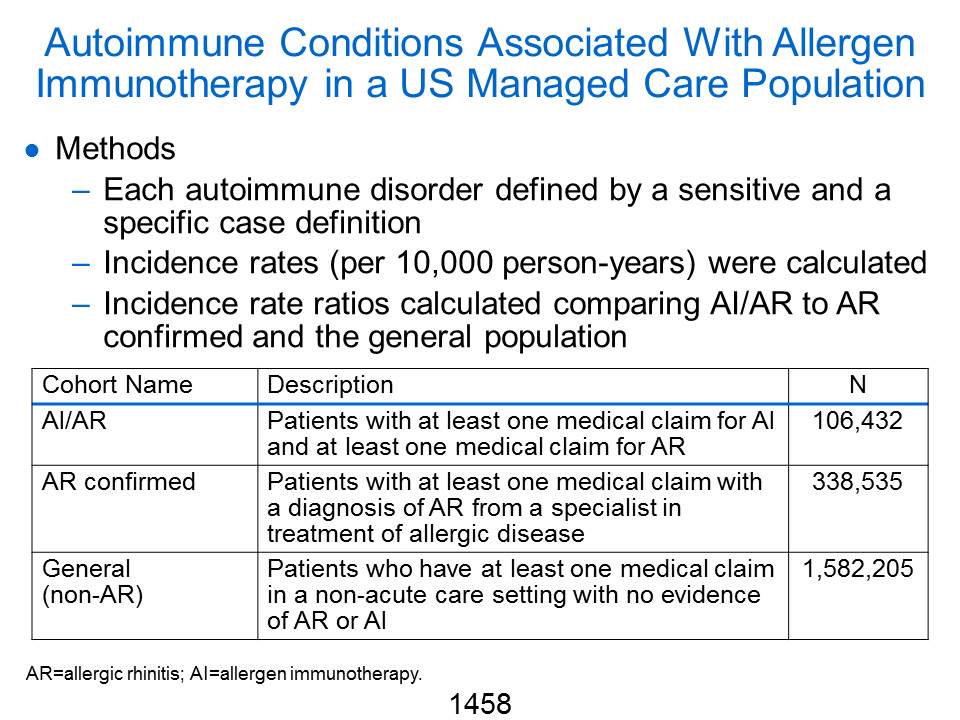 Autoimmune Conditions Associated With Allergen
Immunotherapy in a US Managed Care Population
● Methods
– Each autoimmune disorder defined by a sensitive and a
specific case definition
– Incidence rates (per 10,000 person-years) were calculated
– Incidence rate ratios calculated comparing AI/AR to AR
confirmed and the general population
Cohort Name Description N
AI/AR Patients with at least one medical claim for AI 106,432
and at least one medical claim for AR
AR confirmed Patients with at least one medical claim with 338,535
a diagnosis of AR from a specialist in
treatment of allergic disease
General Patients who have at least one medical claim 1,582,205
(non-AR) in a non-acute care setting with no evidence
of AR or AI
AR=allergic rhinitis; AI=allergen immunotherapy.
1458